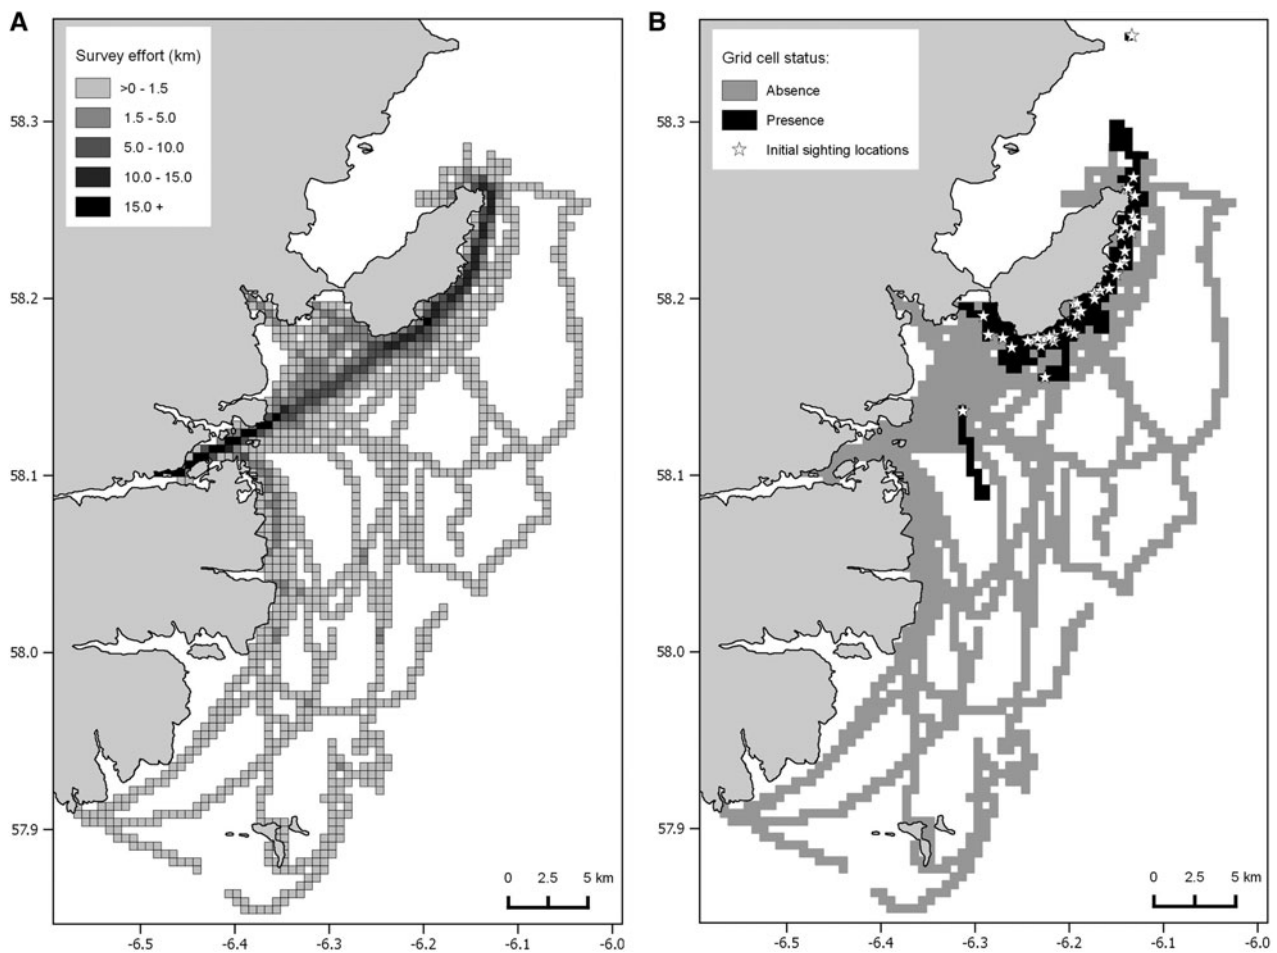 A
Survey effort (km)
>0 - 1.5
1.5 - 5.0
5.0 - 10.0
10.0 - 15.0
15.0 +
58.3
58.2
58.1
58.0
57.9
0 2.5 5 km
-6.5 -6.4 -6.3 -6.2 -6.1 -6.0
B
Grid cell status:
Absence
Presence
Initial sighting locations
58.3
58.2
58.1
58.0
57.9
0 2.5 5 km
-6.5 -6.4 -6.3 -6.2 -6.1 -6.0